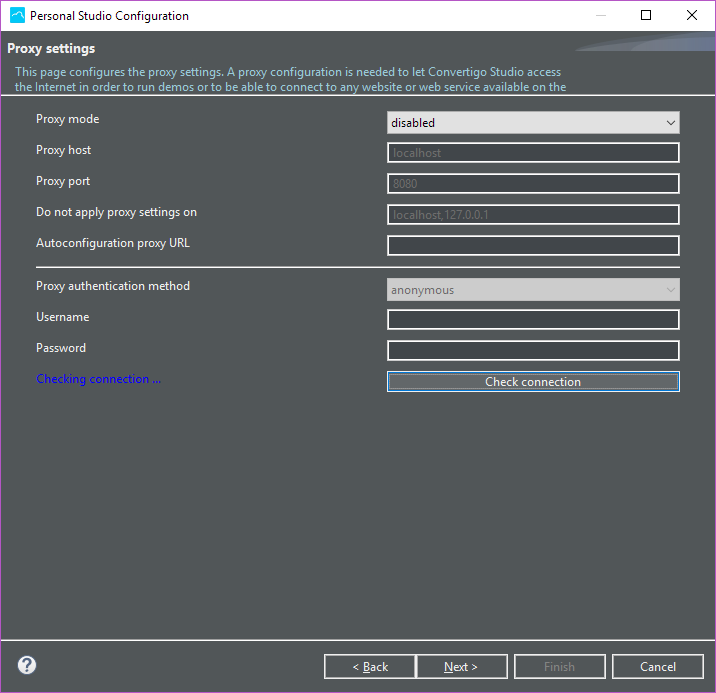 Personal Studio Configuration
Proxy settings
This page configures the proxy settings. A proxy configuration is needed to let Convertigo Studio access
the Internet in order to run demos or to be able to connect to any website or web service available on the
Proxy mode
disabled
Proxy host
localhost
Proxy port
8080
Do not apply proxy settings on
localhost,127.0.0.1
Autoconfiguration proxy URL
Proxy authentication method
anonymous
Username
Password
Checking connection ...
Check connection
?
< Back
Next >
Finish
Cancel